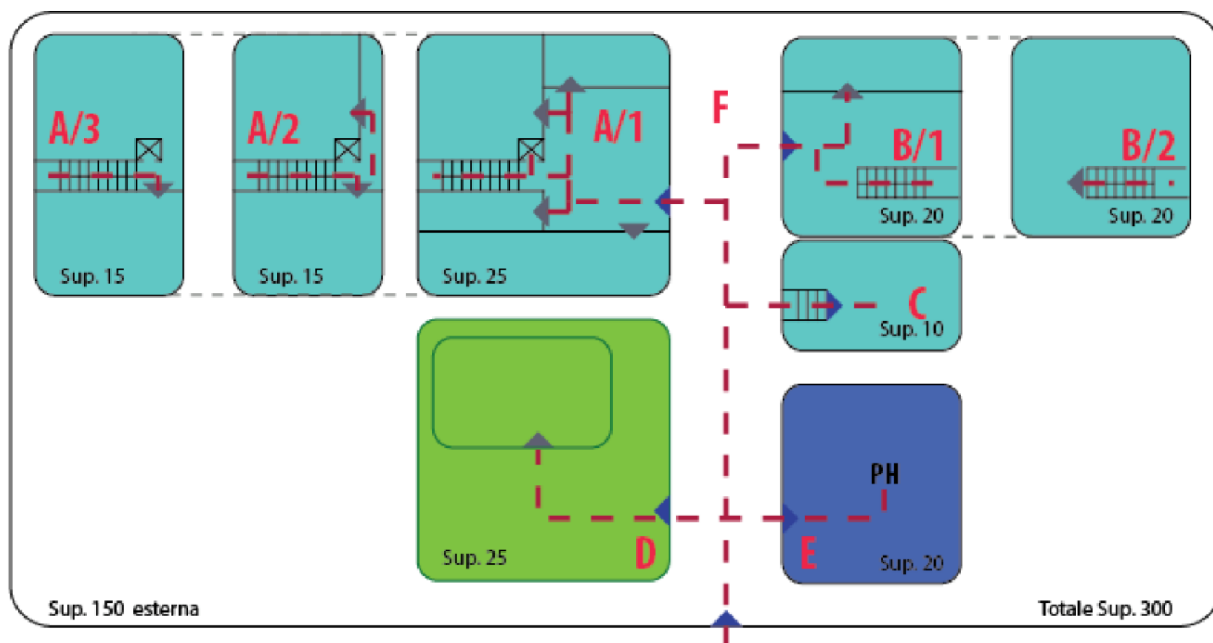 A/3
A/2
A/1
F
B/1
B/2
Sup. 20
Sup. 20
Sup. 15
Sup. 15
Sup. 25
C
Sup. 10
PH
D
E
Sup. 25
Sup. 20
Sup. 150 esterna
Totale Sup. 300